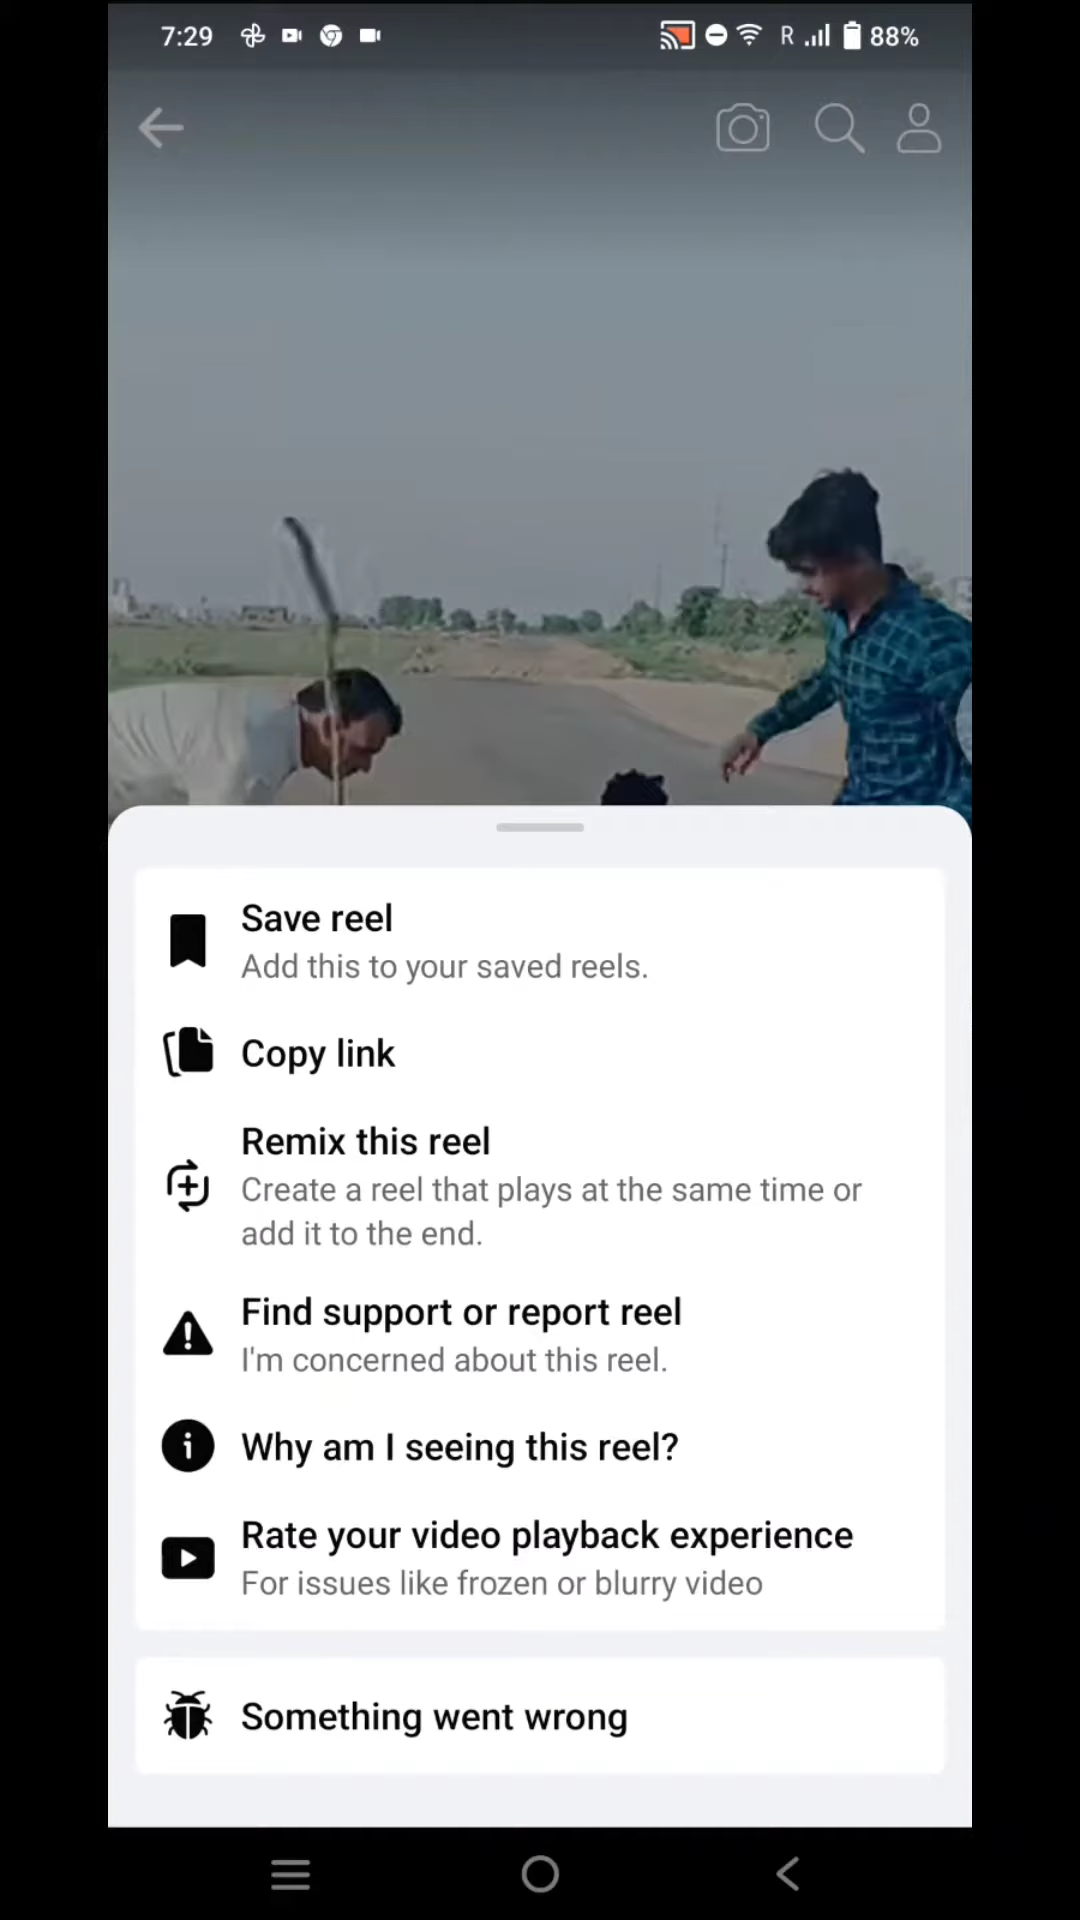 7:29
R
88%
Save reel
Add this to your saved reels.
Copy link
Remix this reel
Create a reel that plays at the same time or
add it to the end.
Find support or report reel
I'm concerned about this reel.
Why am I seeing this reel?
Rate your video playback experience
For issues like frozen or blurry video
Something went wrong